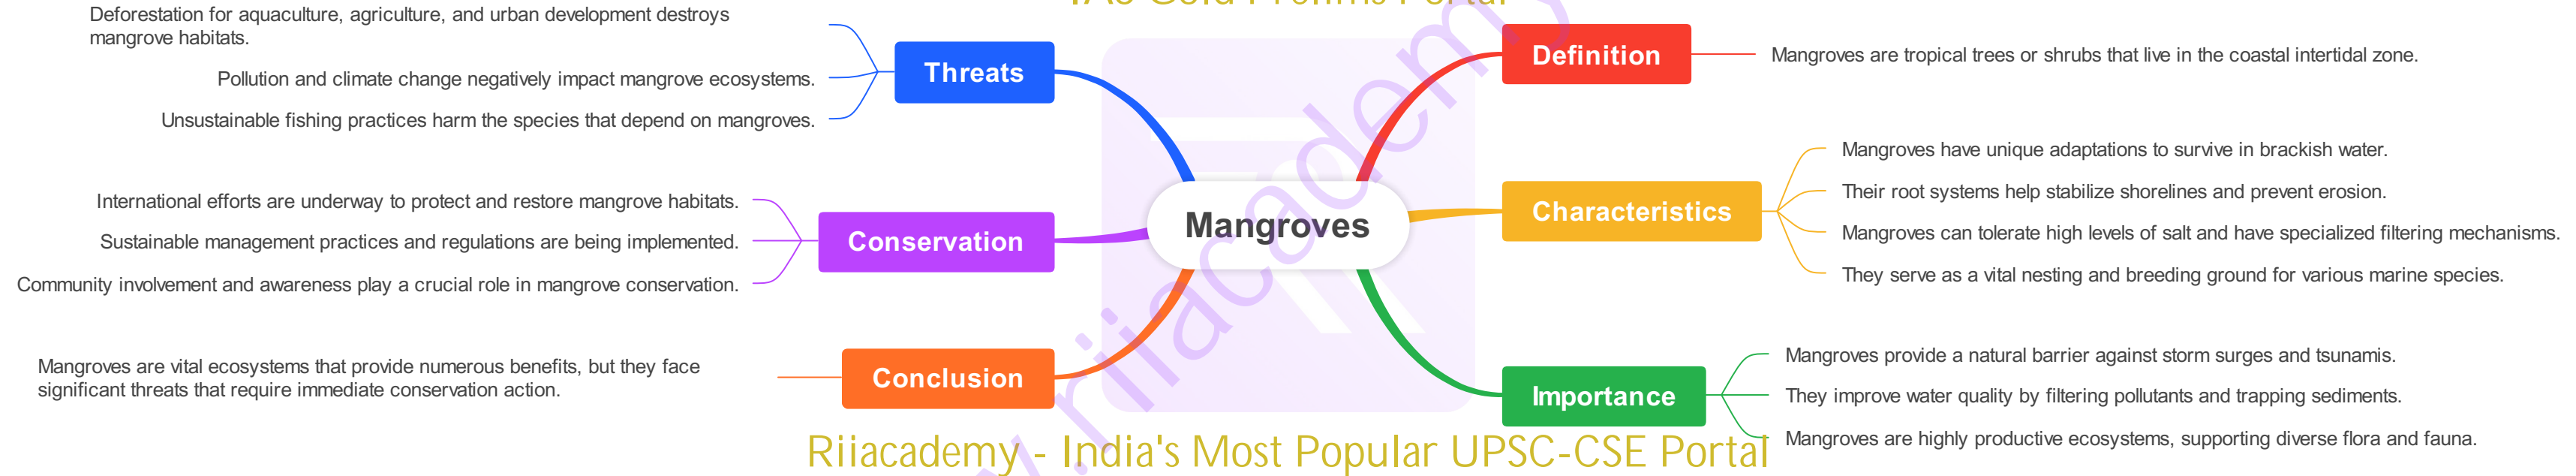 IAS Gold Prelims Portal
Deforestation for aquaculture, agriculture, and urban development destroys
mangrove habitats.
Pollution and climate change negatively impact mangrove ecosystems.
Unsustainable fishing practices harm the species that depend on mangroves.
Threats
International efforts are underway to protect and restore mangrove habitats.
Sustainable management practices and regulations are being implemented.
Community involvement and awareness play a crucial role in mangrove conservation.
Conservation
Mangroves are vital ecosystems that provide numerous benefits, but they face
significant threats that require immediate conservation action.
Conclusion
Mangroves
Definition
Mangroves are tropical trees or shrubs that live in the coastal intertidal zone.
Characteristics
Mangroves have unique adaptations to survive in brackish water.
Their root systems help stabilize shorelines and prevent erosion.
Mangroves can tolerate high levels of salt and have specialized filtering mechanisms.
They serve as a vital nesting and breeding ground for various marine species.
Importance
Mangroves provide a natural barrier against storm surges and tsunamis.
They improve water quality by filtering pollutants and trapping sediments.
Mangroves are highly productive ecosystems, supporting diverse flora and fauna.
Riiacademy - India's Most Popular UPSC-CSE Portal
.riiacademy